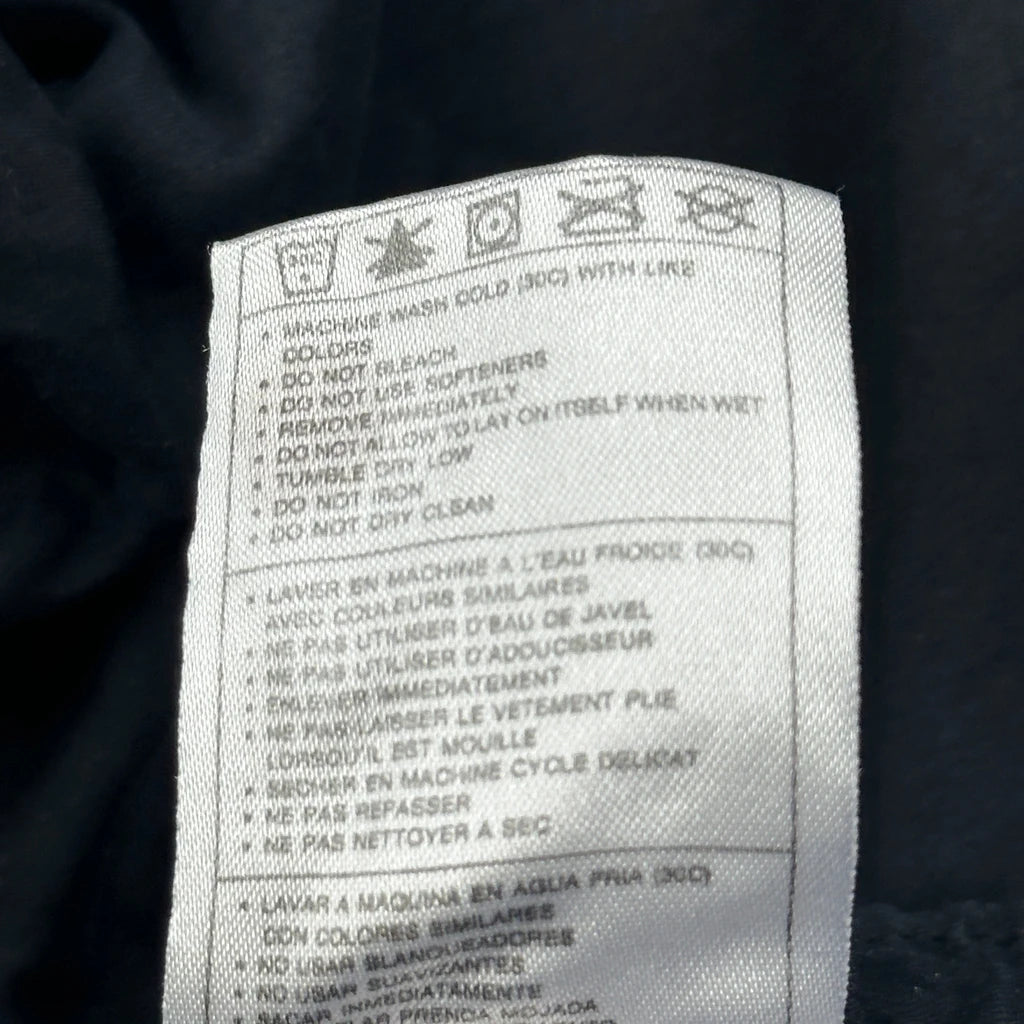 30C
• MACHINE WASH COLD (30C) WITH LIKE
COLORS
• DO NOT BLEACH
• DO NOT USE SOFTENERS
• REMOVE IMMEDIATELY
• DO NOT ALLOW TO LAY ON ITSELF WHEN WET
• TUMBLE DRY LOW
• DO NOT IRON
• DO NOT DRY CLEAN
• LAVER EN MACHINE A L'EAU FROIDE (30C)
AVEC COULEURS SIMILAIRES
• NE PAS UTILISER D'EAU DE JAVEL
• NE PAS UTILISER D'ADOUCISSEUR
• ENLEVER IMMEDIATEMENT
• NE PAS LAISSER LE VETEMENT PLIE
LORSQU'IL EST MOUILLE
• SECHER EN MACHINE CYCLE DELICAT
• NE PAS REPASSER
• NE PAS NETTOYER A SEC
• LAVAR A MAQUINA EN AGUA FRIA (30C)
CON COLORES SIMILARES
• NO USAR BLANQUEADORES
• NO USAR SUAVIZANTES
• SACAR INMEDIATAMENTE
PRENDA MOJADA